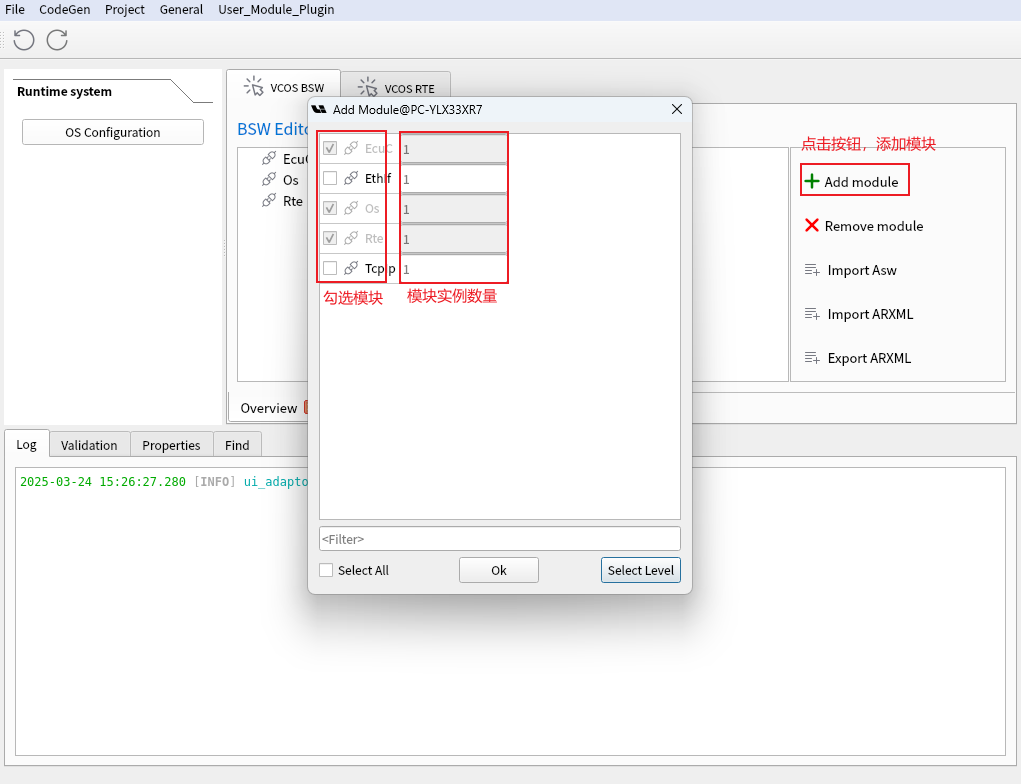 File CodeGen Project General User_Module_Plugin
Runtime system
OS Configuration
VCOS BSW
VCOS RTE
BSW Edito
EcuC
Os
Rte
Overview
Add Module@PC-YLX33XR7
EcuC 1
EthIf 1
Os 1
Rte 1
TcpIp 1
勾选模块
模块实例数量
<Filter>
Select All
Ok
Select Level
点击按钮，添加模块
Add module
Remove module
Import Asw
Import ARXML
Export ARXML
Log Validation Properties Find
2025-03-24 15:26:27.280 [INFO] ui_adapto